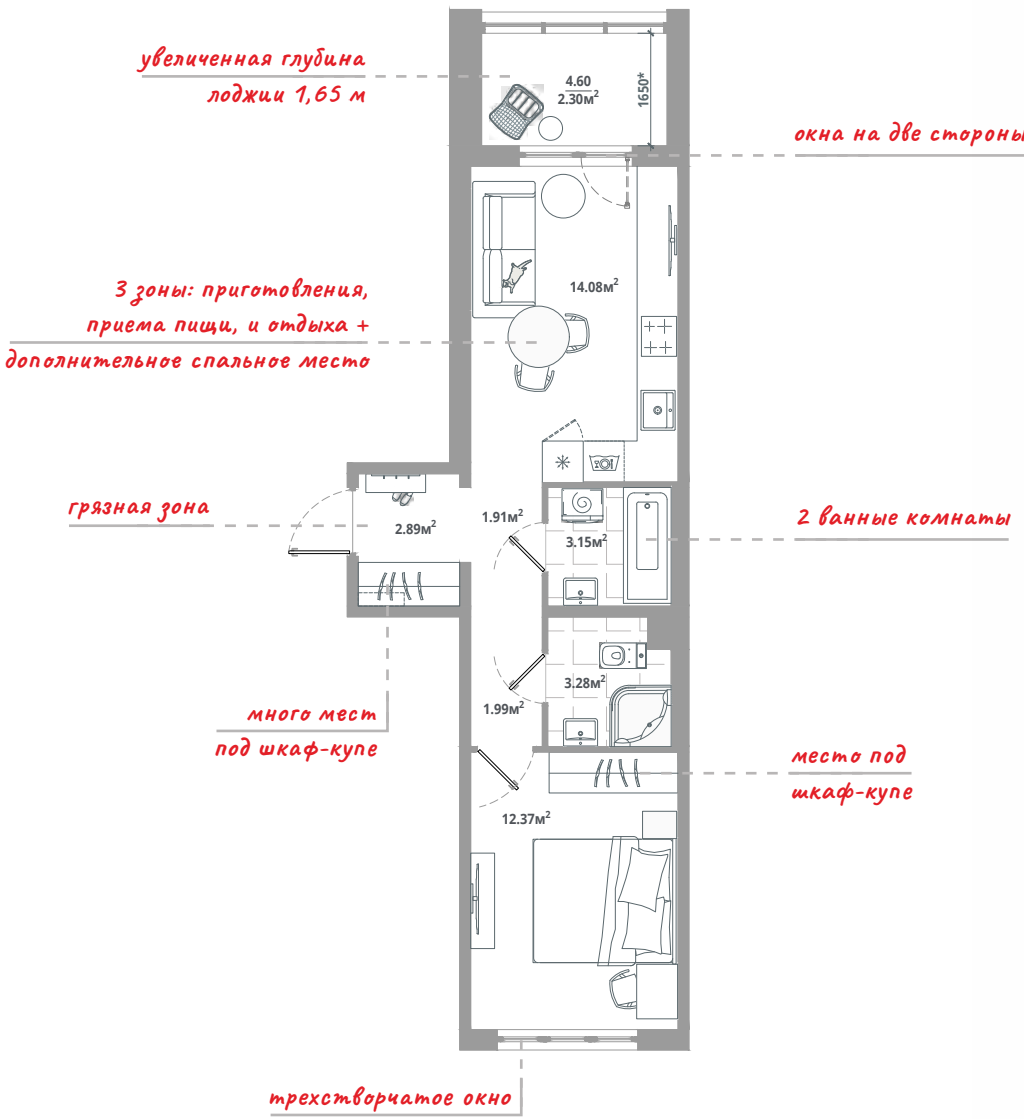 увеличенная глубина
лоджии 1,65 м
4.60
2.30м²
1650*
окна на две стороны
3 зоны: приготовления,
приема пищи, и отдыха +
дополнительное спальное место
14.08м²
грязная зона
2.89м²
1.91м²
3.15м²
2 ванные комнаты
много мест
под шкаф-купе
1.99м²
3.28м²
место под
шкаф-купе
12.37м²
трехстворчатое окно